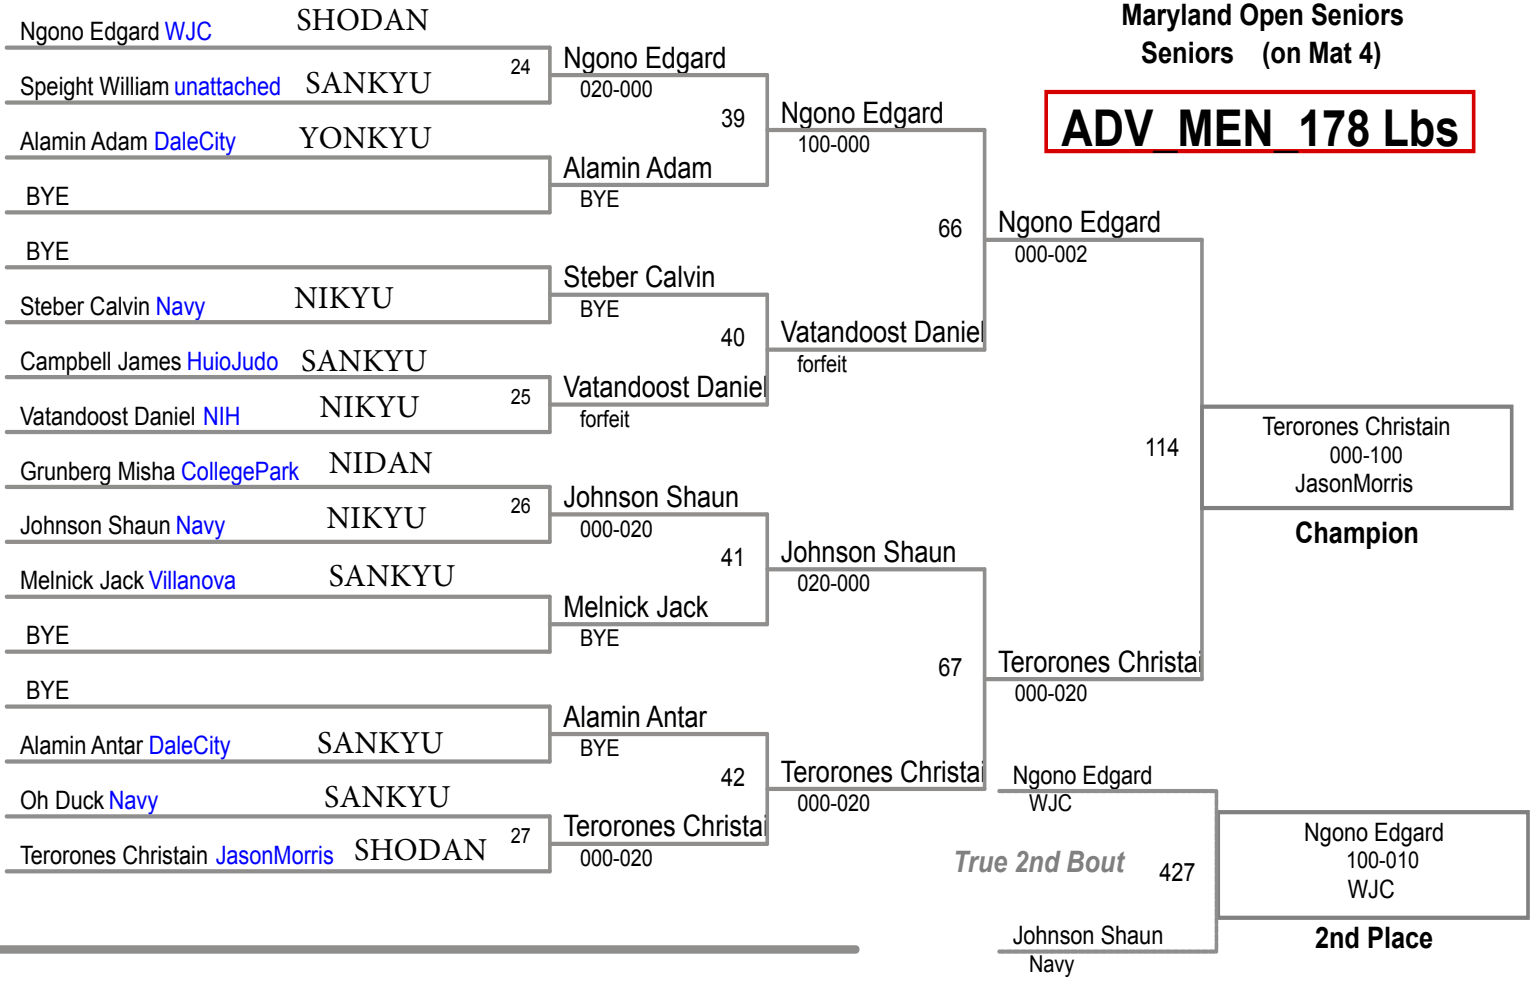 Maryland Open Seniors
Seniors (on Mat 4)
ADV_MEN_178 Lbs
Ngono Edgard WJC SHODAN
Speight William unattached SANKYU
Alamin Adam DaleCity YONKYU
BYE
BYE
Steber Calvin Navy NIKYU
Campbell James HuioJudo SANKYU
Vatandoost Daniel NIH NIKYU
Grunberg Misha CollegePark NIDAN
Johnson Shaun Navy NIKYU
Melnick Jack Villanova SANKYU
BYE
BYE
Alamin Antar DaleCity SANKYU
Oh Duck Navy SANKYU
Terorones Christain JasonMorris SHODAN
24
Ngono Edgard
020-000
Alamin Adam
BYE
Steber Calvin
BYE
25
Vatandoost Daniel
forfeit
26
Johnson Shaun
000-020
Melnick Jack
BYE
Alamin Antar
BYE
27
Terorones Christai
000-020
39
Ngono Edgard
100-000
40
Vatandoost Daniel
forfeit
41
Johnson Shaun
020-000
42
Terorones Christai
000-020
66
Ngono Edgard
000-002
67
Terorones Christai
000-020
114
Terorones Christain
000-100
JasonMorris
Champion
Ngono Edgard
WJC
True 2nd Bout
427
Johnson Shaun
Navy
Ngono Edgard
100-010
WJC
2nd Place